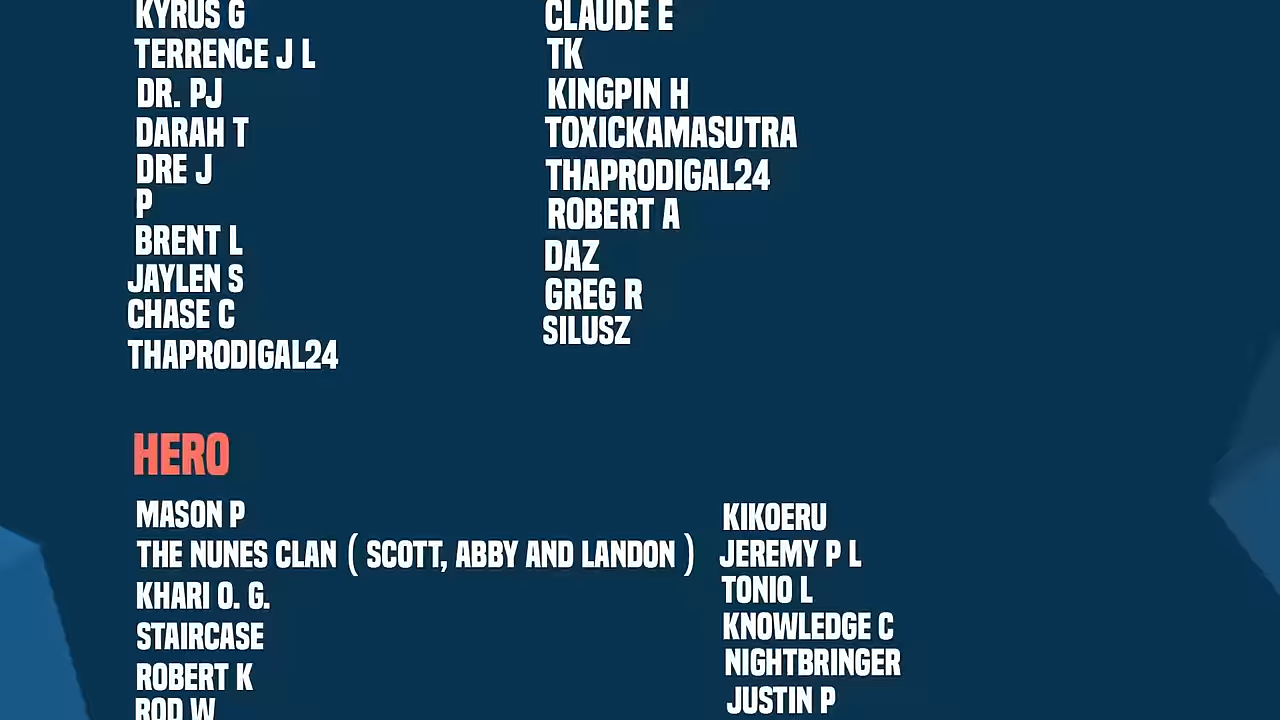 KYRUS G
TERRENCE J L
DR. PJ
DARAH T
DRE J
P
BRENT L
JAYLEN S
CHASE C
THAPRODIGAL24
CLAUDE E
TK
KINGPIN H
TOXICKAMASUTRA
THAPRODIGAL24
ROBERT A
DAZ
GREG R
SILUSZ
HERO
MASON P
THE NUNES CLAN ( SCOTT, ABBY AND LANDON )
KHARI O. G.
STAIRCASE
ROBERT K
ROD W
KIKOERU
JEREMY P L
TONIO L
KNOWLEDGE C
NIGHTBRINGER
JUSTIN P